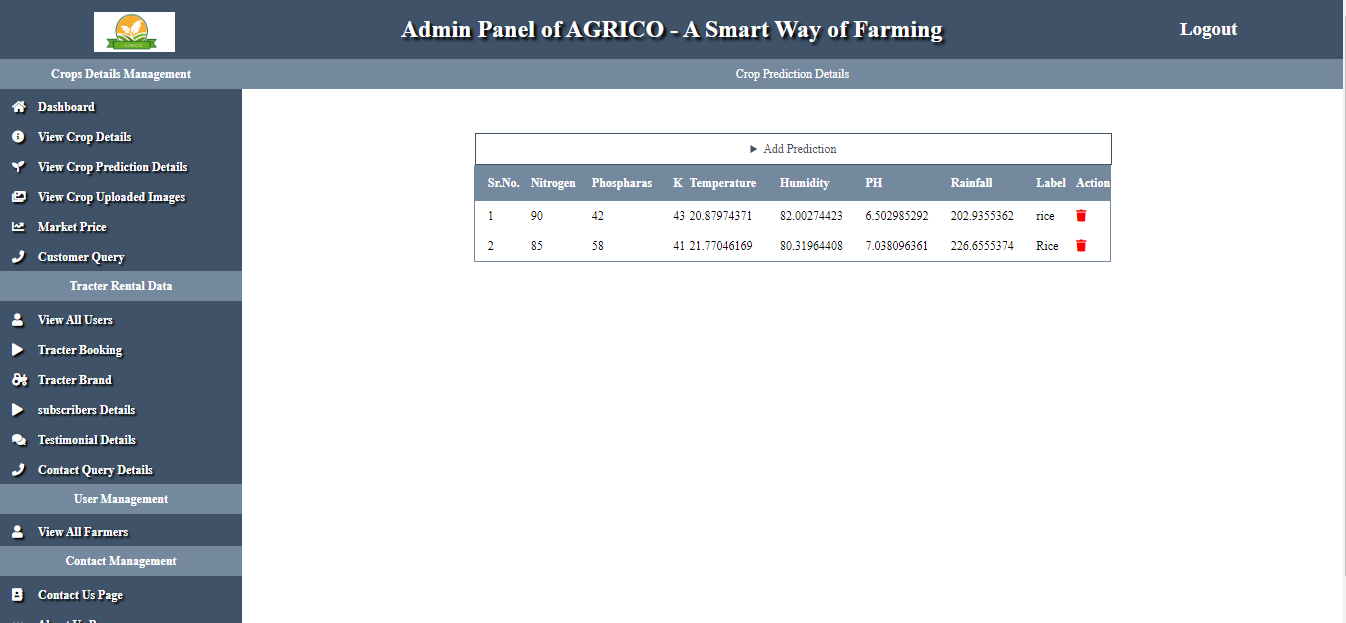 Admin Panel of AGRICO - A Smart Way of Farming
Logout
Crops Details Management
Crop Prediction Details
Dashboard
View Crop Details
View Crop Prediction Details
View Crop Uploaded Images
Market Price
Customer Query
Tracter Rental Data
View All Users
Tracter Booking
Tracter Brand
subscribers Details
Testimonial Details
Contact Query Details
User Management
View All Farmers
Contact Management
Contact Us Page
Add Prediction
Sr.No. Nitrogen Phospharas K Temperature Humidity PH Rainfall Label Action
1 90 42 43 20.87974371 82.00274423 6.502985292 202.9355362 rice
2 85 58 41 21.77046169 80.31964408 7.038096361 226.6555374 Rice